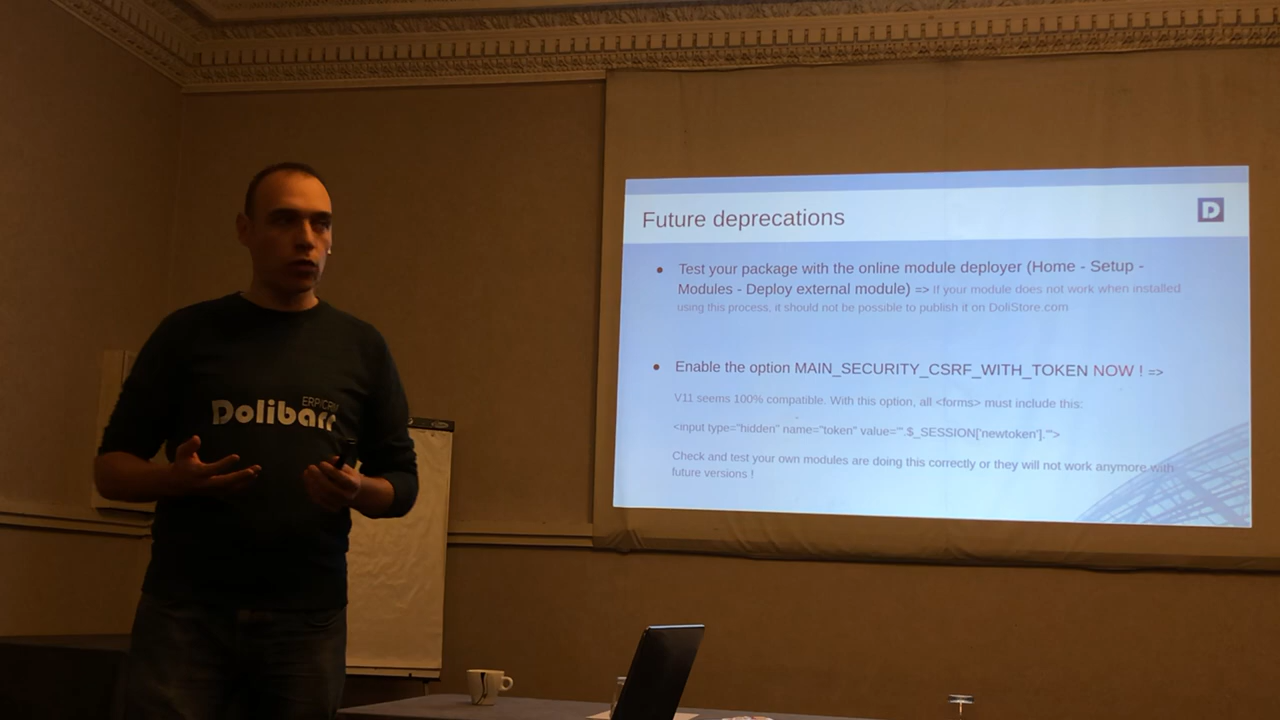 Future deprecations
D
Test your package with the online module deployer (Home - Setup -
Modules - Deploy external module) => If your module does not work when installed
using this process, it should not be possible to publish it on DoliStore.com
Enable the option MAIN_SECURITY_CSRF_WITH_TOKEN NOW ! =>
V11 seems 100% compatible. With this option, all <forms> must include this:
<input type="hidden" name="token" value="'.$_SESSION['newtoken'].'">
Check and test your own modules are doing this correctly or they will not work anymore with
future versions !
ERP/CRM
Dolibarr